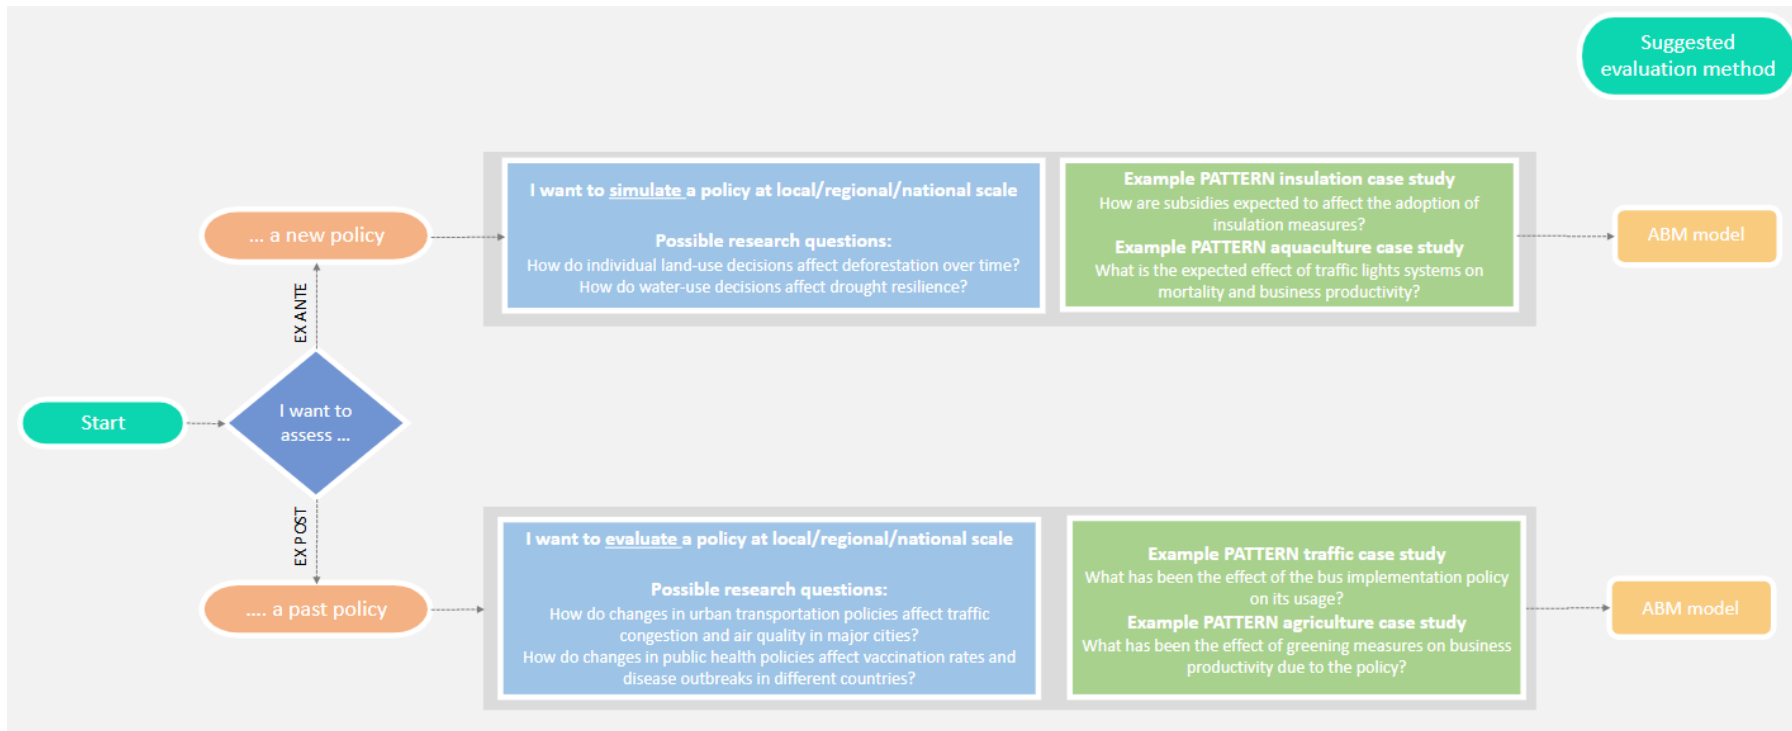 Suggested
evaluation method
I want to simulate a policy at local/regional/national scale
Possible research questions:
How do individual land-use decisions affect deforestation over time?
How do water-use decisions affect drought resilience?
Example PATTERN insulation case study
How are subsidies expected to affect the adoption of
insulation measures?
Example PATTERN aquaculture case study
What is the expected effect of traffic lights systems on
mortality and business productivity?
... a new policy
ABM model
EX ANTE
Start
I want to
assess ...
EX POST
I want to evaluate a policy at local/regional/national scale
Possible research questions:
How do changes in urban transportation policies affect traffic
congestion and air quality in major cities?
How do changes in public health policies affect vaccination rates and
disease outbreaks in different countries?
Example PATTERN traffic case study
What has been the effect of the bus implementation policy
on its usage?
Example PATTERN agriculture case study
What has been the effect of greening measures on business
productivity due to the policy?
.... a past policy
ABM model